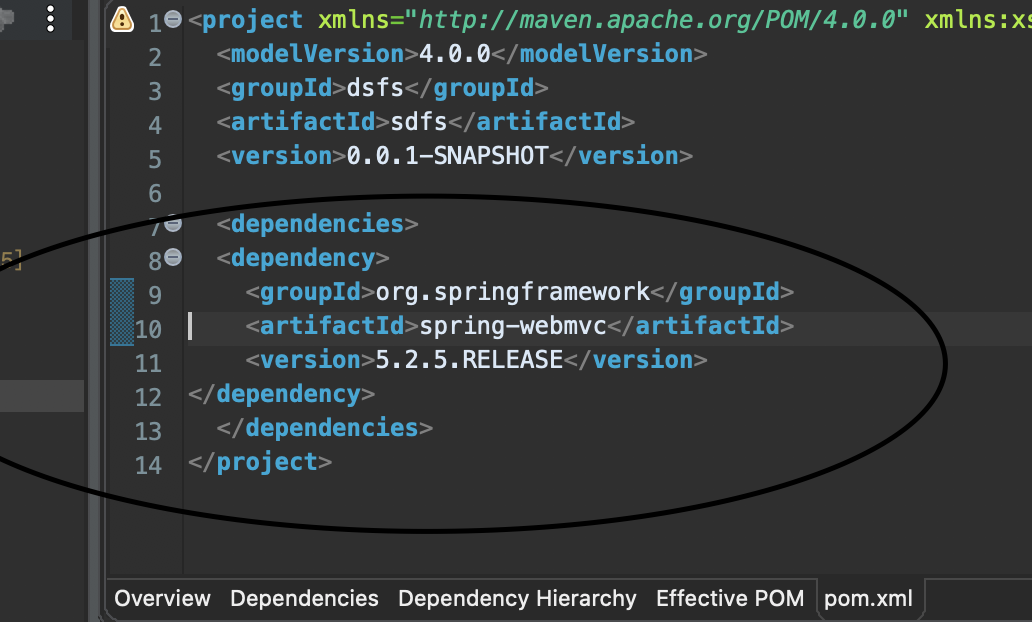 1 <project xmlns="http://maven.apache.org/POM/4.0.0" xmlns:xs
2 <modelVersion>4.0.0</modelVersion>
3 <groupId>dsfs</groupId>
4 <artifactId>sdfs</artifactId>
5 <version>0.0.1-SNAPSHOT</version>
6
7 <dependencies>
8 <dependency>
9 <groupId>org.springframework</groupId>
10 <artifactId>spring-webmvc</artifactId>
11 <version>5.2.5.RELEASE</version>
12 </dependency>
13 </dependencies>
14 </project>
5]
Overview Dependencies Dependency Hierarchy Effective POM pom.xml